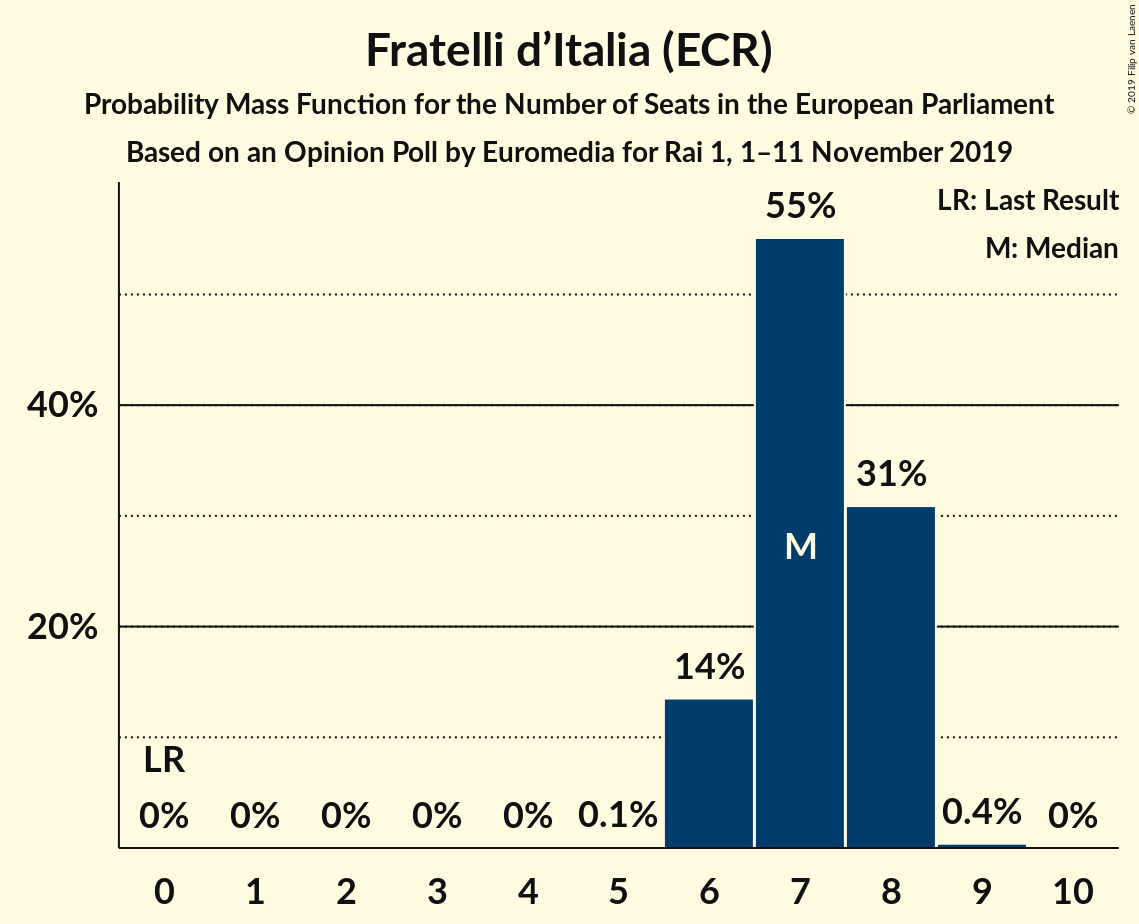 Fratelli d’Italia (ECR)
Probability Mass Function for the Number of Seats in the European Parliament
Based on an Opinion Poll by Euromedia for Rai 1, 1–11 November 2019
© 2019 Filip van Laenen
LR: Last Result
M: Median
55%
40%
31%
M
20%
14%
LR
0% 0% 0% 0% 0% 0.1% 0.4% 0%
0 1 2 3 4 5 6 7 8 9 10